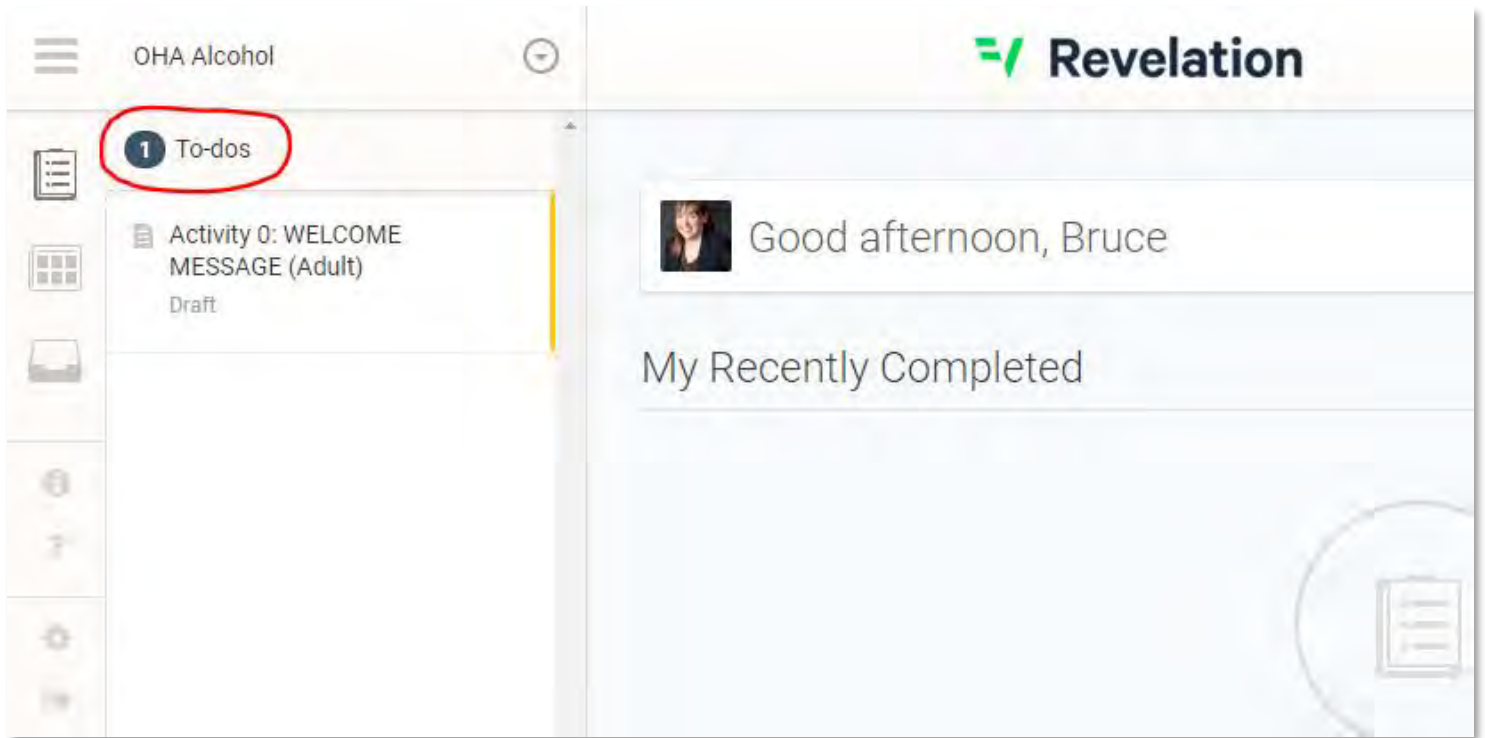 OHA Alcohol
Revelation
1 To-dos
Activity 0: WELCOME
MESSAGE (Adult)
Draft
Good afternoon, Bruce
My Recently Completed